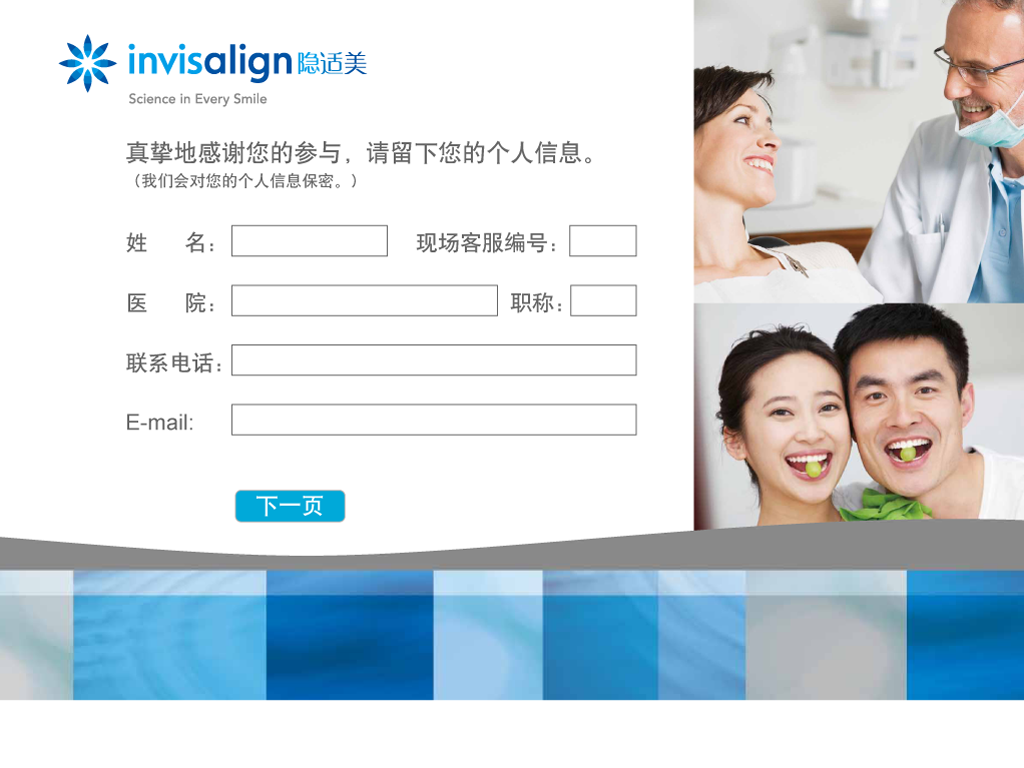 invisalign 隐适美
Science in Every Smile
真挚地感谢您的参与，请留下您的个人信息。
（我们会对您的个人信息保密。）
姓 名： 现场客服编号：
医 院： 职称：
联系电话：
E-mail:
下一页